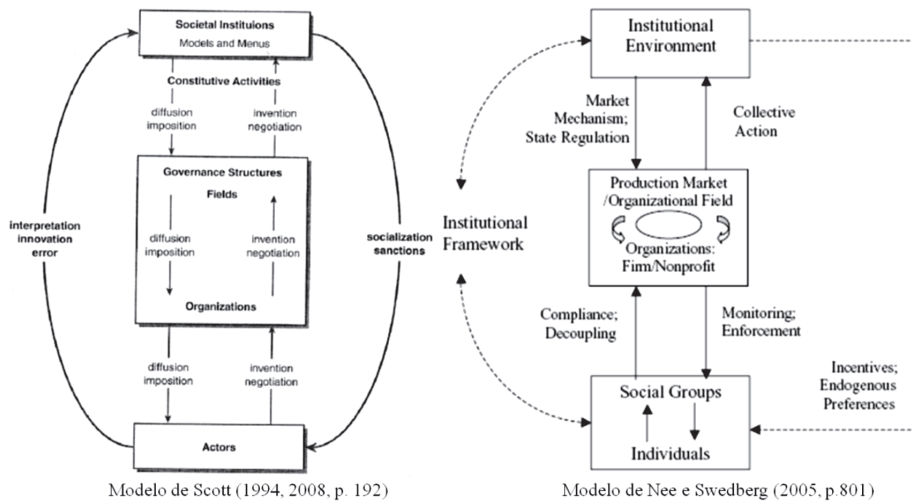 Societal Instituions
Models and Menus
Constitutive Activities
diffusion
imposition
invention
negotiation
Governance Structures
Fields
diffusion
imposition
invention
negotiation
Organizations
interpretation
innovation
error
socialization
sanctions
diffusion
imposition
invention
negotiation
Actors
Modelo de Scott (1994, 2008, p. 192)
Institutional
Environment
Market
Mechanism;
State Regulation
Collective
Action
Production Market
/Organizational Field
Organizations:
Firm/Nonprofit
Institutional
Framework
Compliance;
Decoupling
Monitoring;
Enforcement
Incentives;
Endogenous
Preferences
Social Groups
Individuals
Modelo de Nee e Swedberg (2005, p.801)